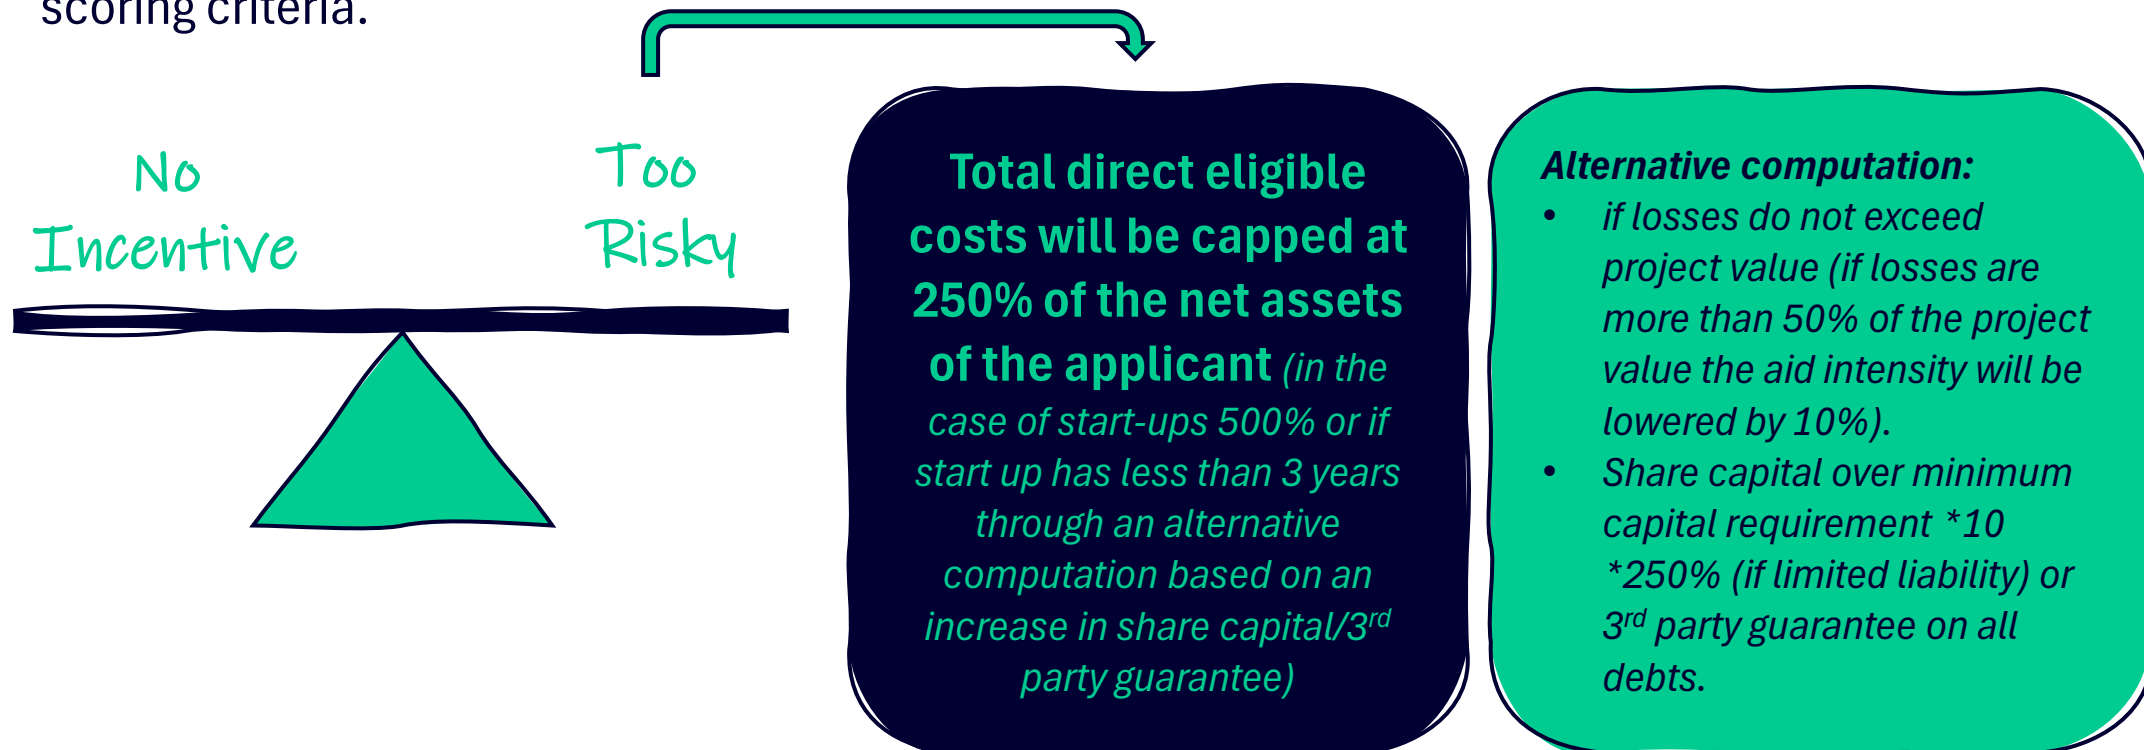 scoring criteria.
No
Incentive
Too
Risky
Total direct eligible
costs will be capped at
250% of the net assets
of the applicant (in the
case of start-ups 500% or if
start up has less than 3 years
through an alternative
computation based on an
increase in share capital/3rd
party guarantee)
Alternative computation:
• if losses do not exceed
project value (if losses are
more than 50% of the project
value the aid intensity will be
lowered by 10%).
• Share capital over minimum
capital requirement *10
*250% (if limited liability) or
3rd party guarantee on all
debts.